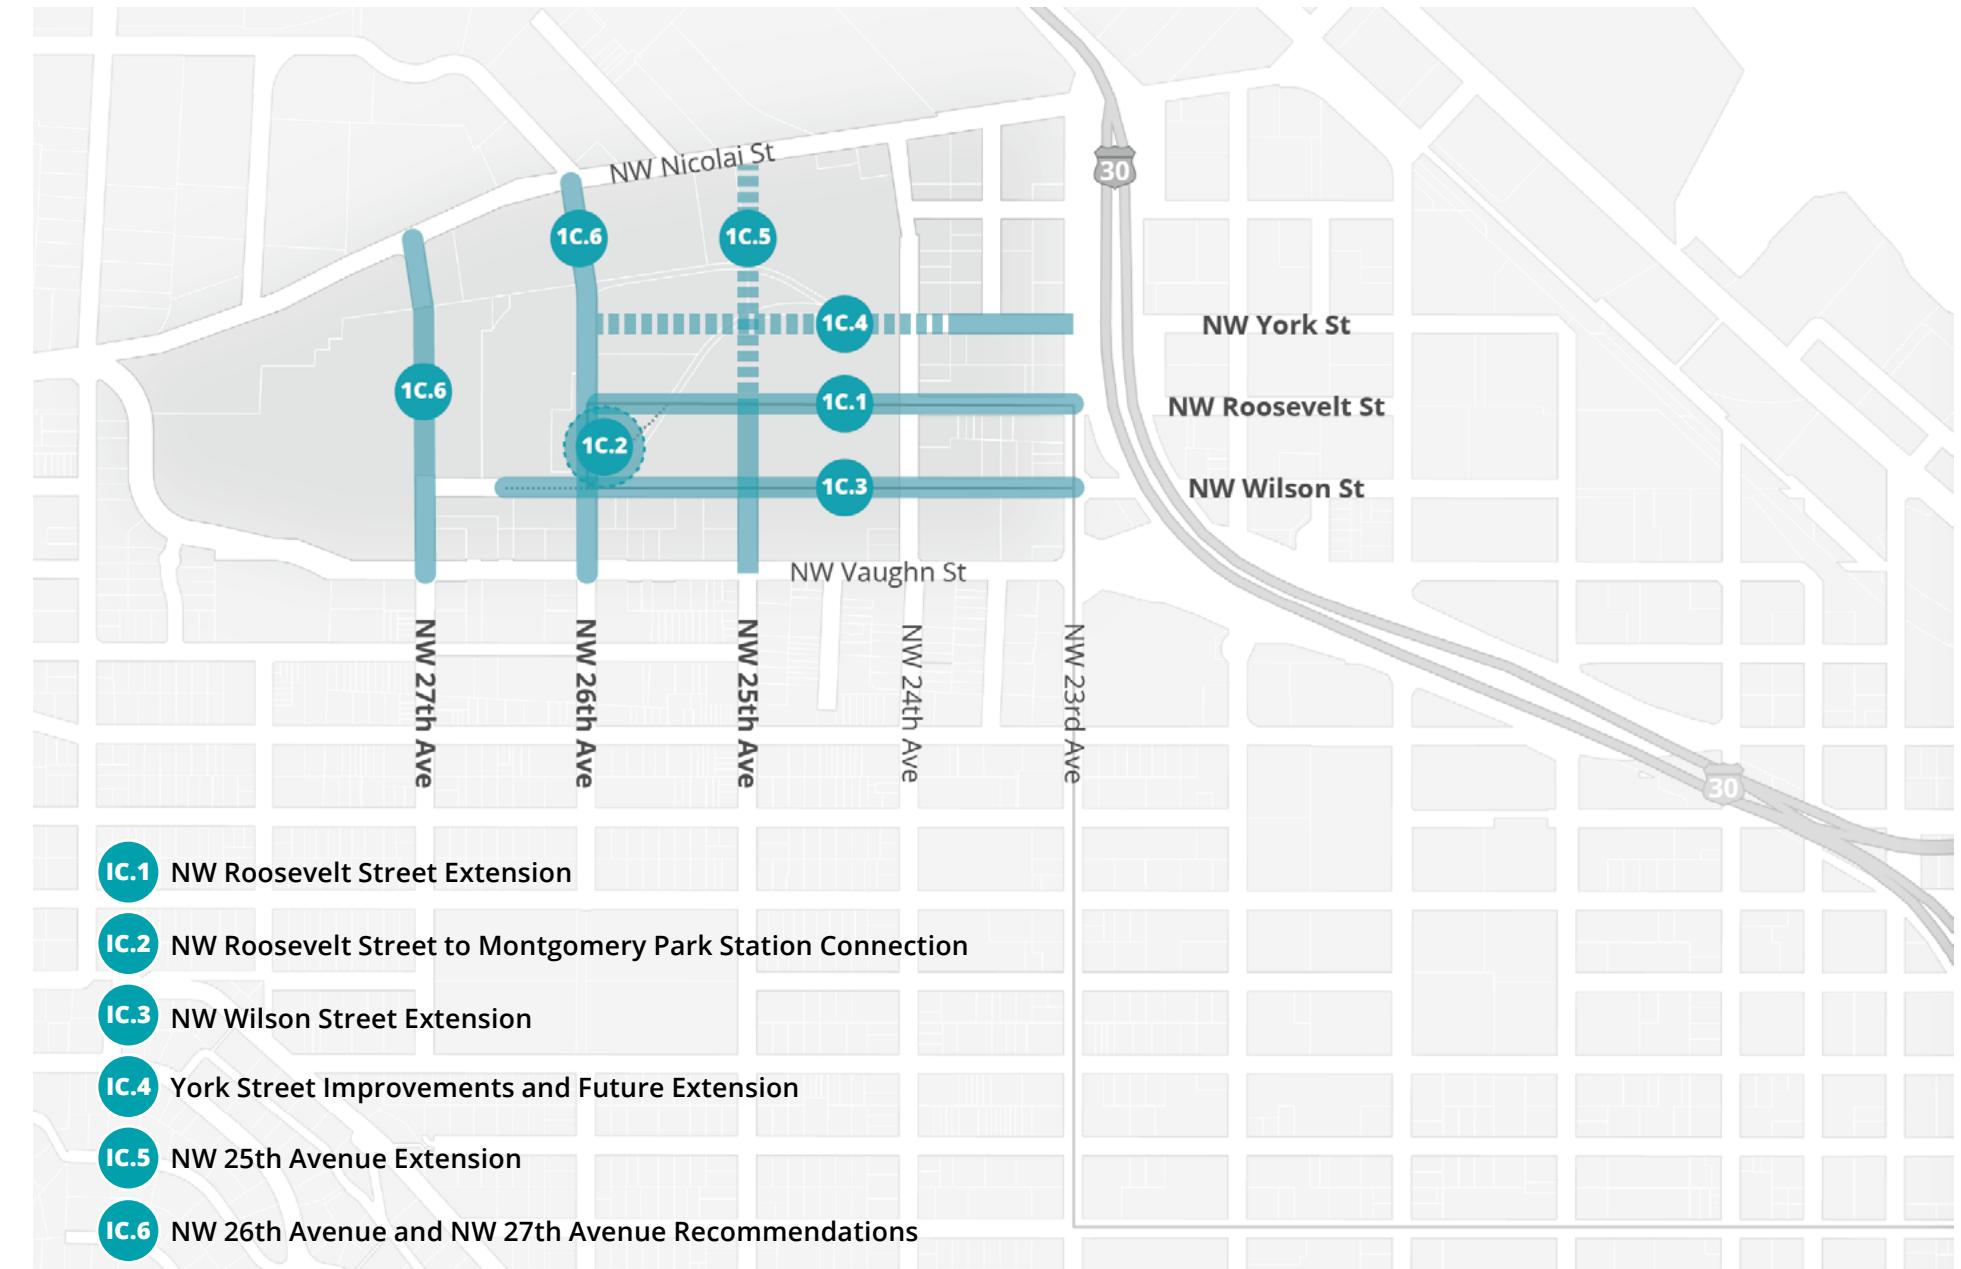 NW Nicolai St
30
1C.6
1C.5
1C.4
NW York St
1C.6
1C.1
NW Roosevelt St
1C.2
1C.3
NW Wilson St
NW Vaughn St
NW 27th Ave
NW 26th Ave
NW 25th Ave
NW 24th Ave
NW 23rd Ave
30
IC.1 NW Roosevelt Street Extension
IC.2 NW Roosevelt Street to Montgomery Park Station Connection
IC.3 NW Wilson Street Extension
IC.4 York Street Improvements and Future Extension
IC.5 NW 25th Avenue Extension
IC.6 NW 26th Avenue and NW 27th Avenue Recommendations